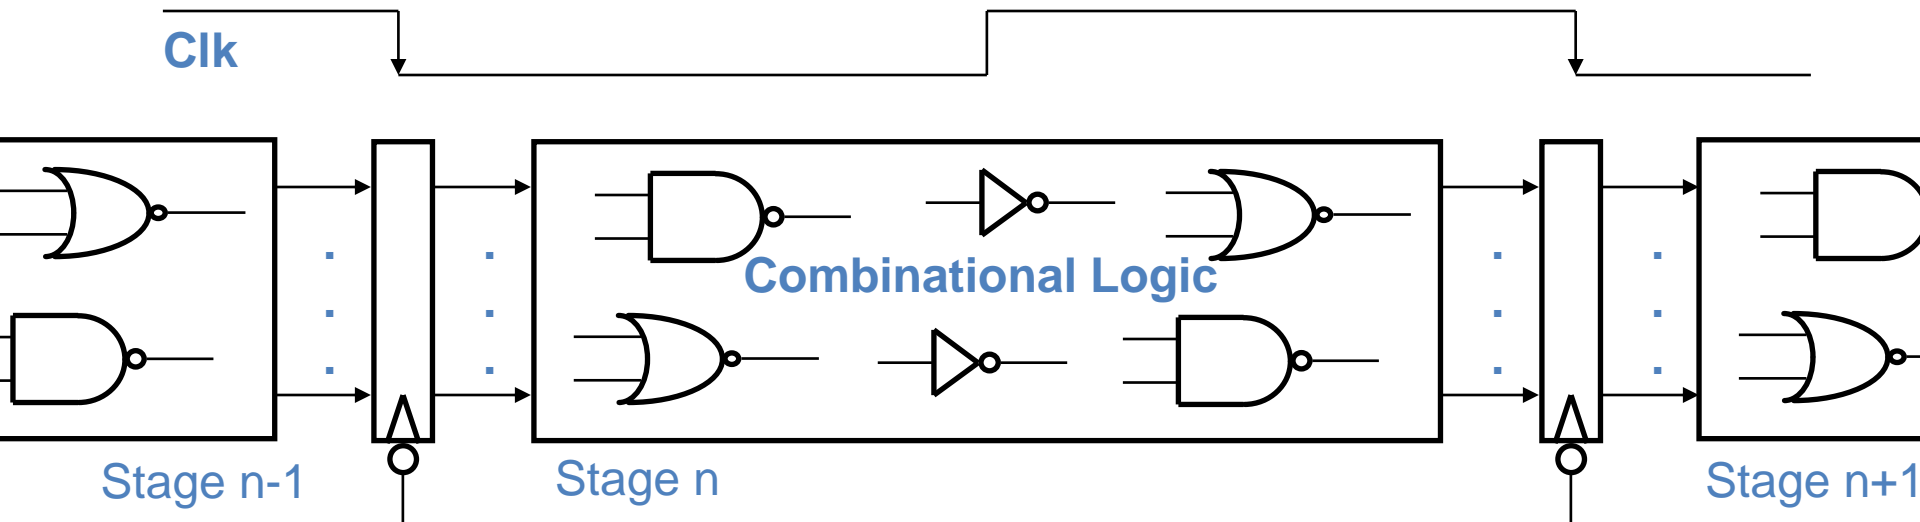 Clk
Combinational Logic
Stage n-1
Stage n
Stage n+1